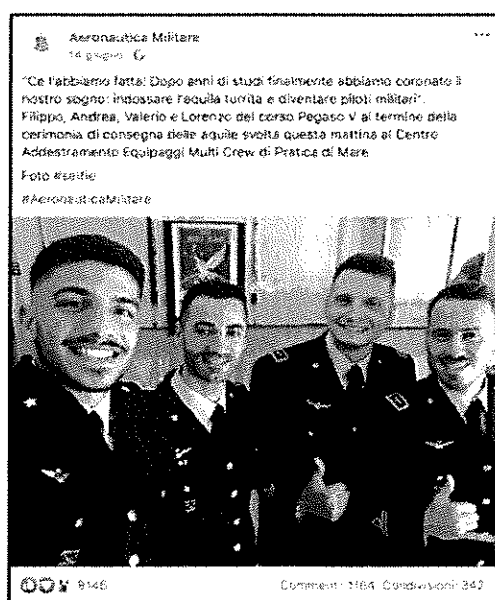 Aeronautica Militare
14 giugno
"Ce l'abbiamo fatta! Dopo anni di studi finalmente abbiamo coronato il
nostro sogno: indossare l'aquila turrita e diventare piloti militari".
Filippo, Andrea, Valerio e Lorenzo del corso Pegaso V al termine della
cerimonia di consegna delle aquile svolta questa mattina al Centro
Addestramento Equipaggi Multi Crew di Pratica di Mare
Foto #selfie
#AeronauticaMilitare
9146
Commenti: 1164 Condivisioni: 342